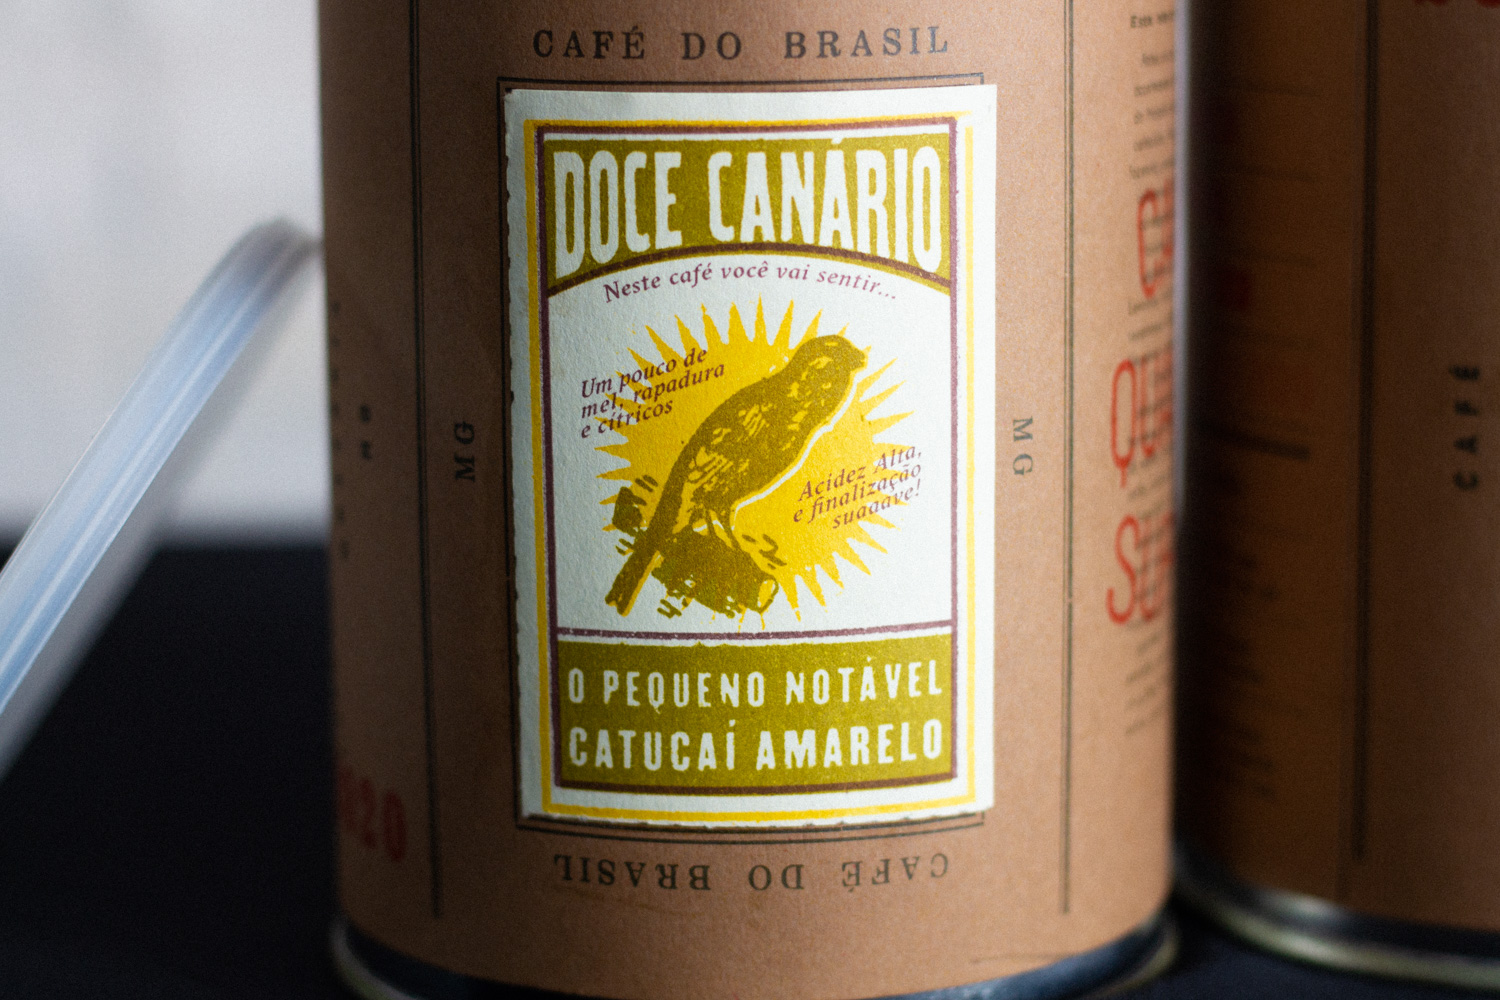 CAFÉ DO BRASIL
DOCE CANÁRIO
Neste café você vai sentir...
Um pouco de
mel, rapadura
e cítricos
Acidez Alta,
e finalização
suaaave!
MG
MG
O PEQUENO NOTÁVEL
CATUCAÍ AMARELO
CAFÉ DO BRASIL
CAFÉ